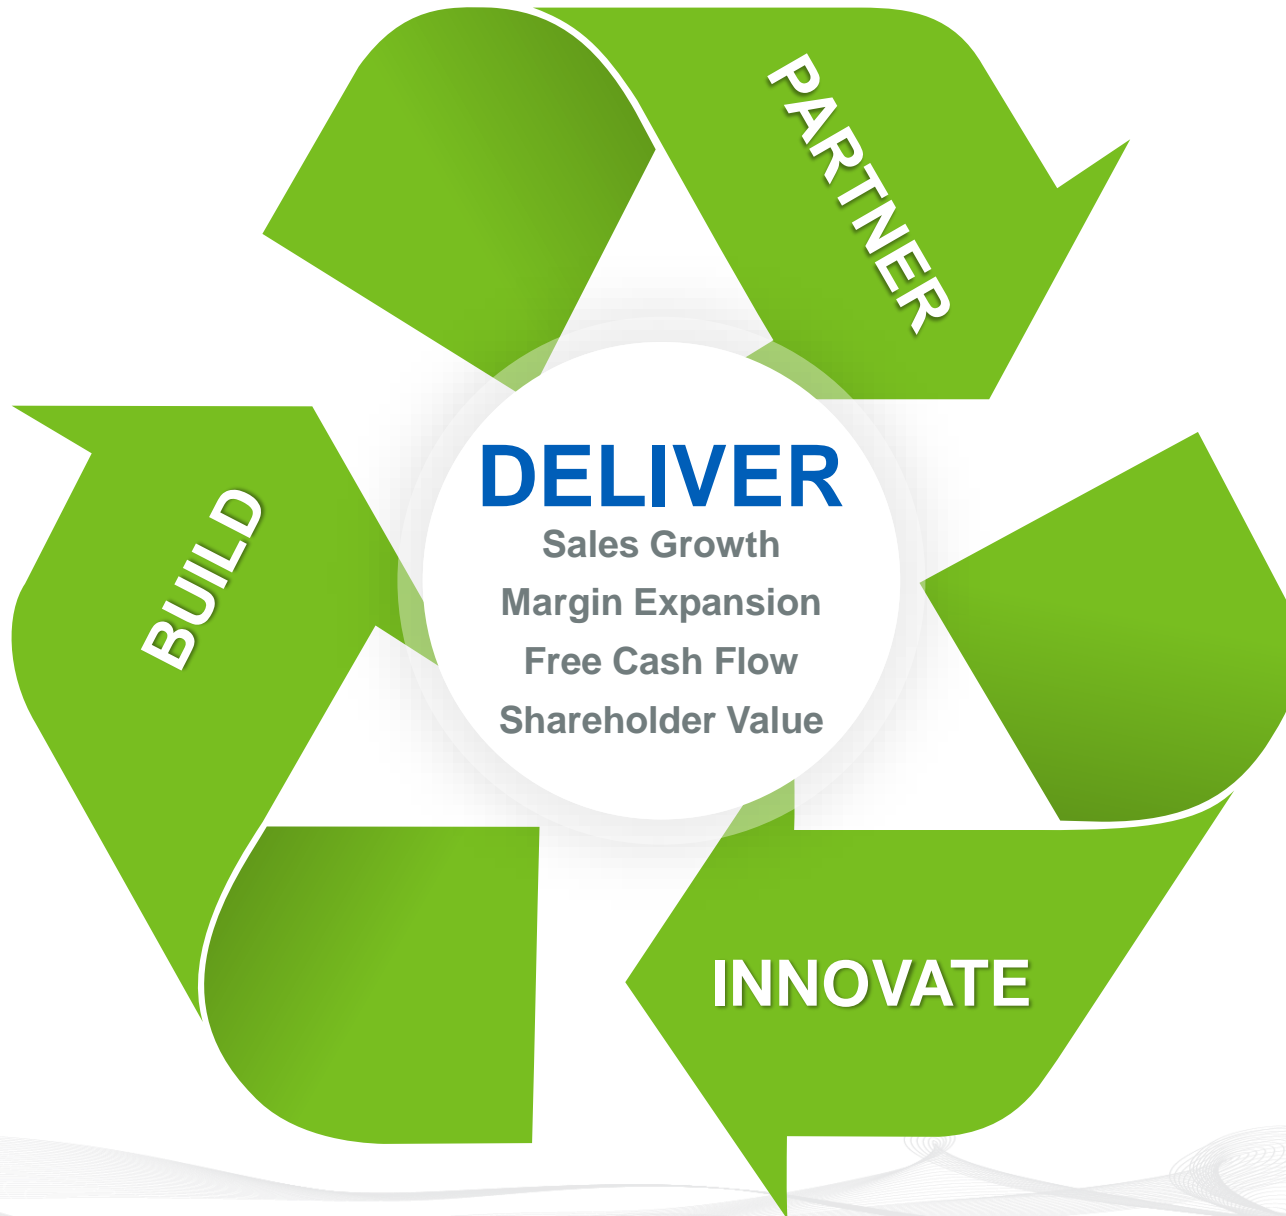 PARTNER
BUILD
DELIVER
Sales Growth
Margin Expansion
Free Cash Flow
Shareholder Value
INNOVATE